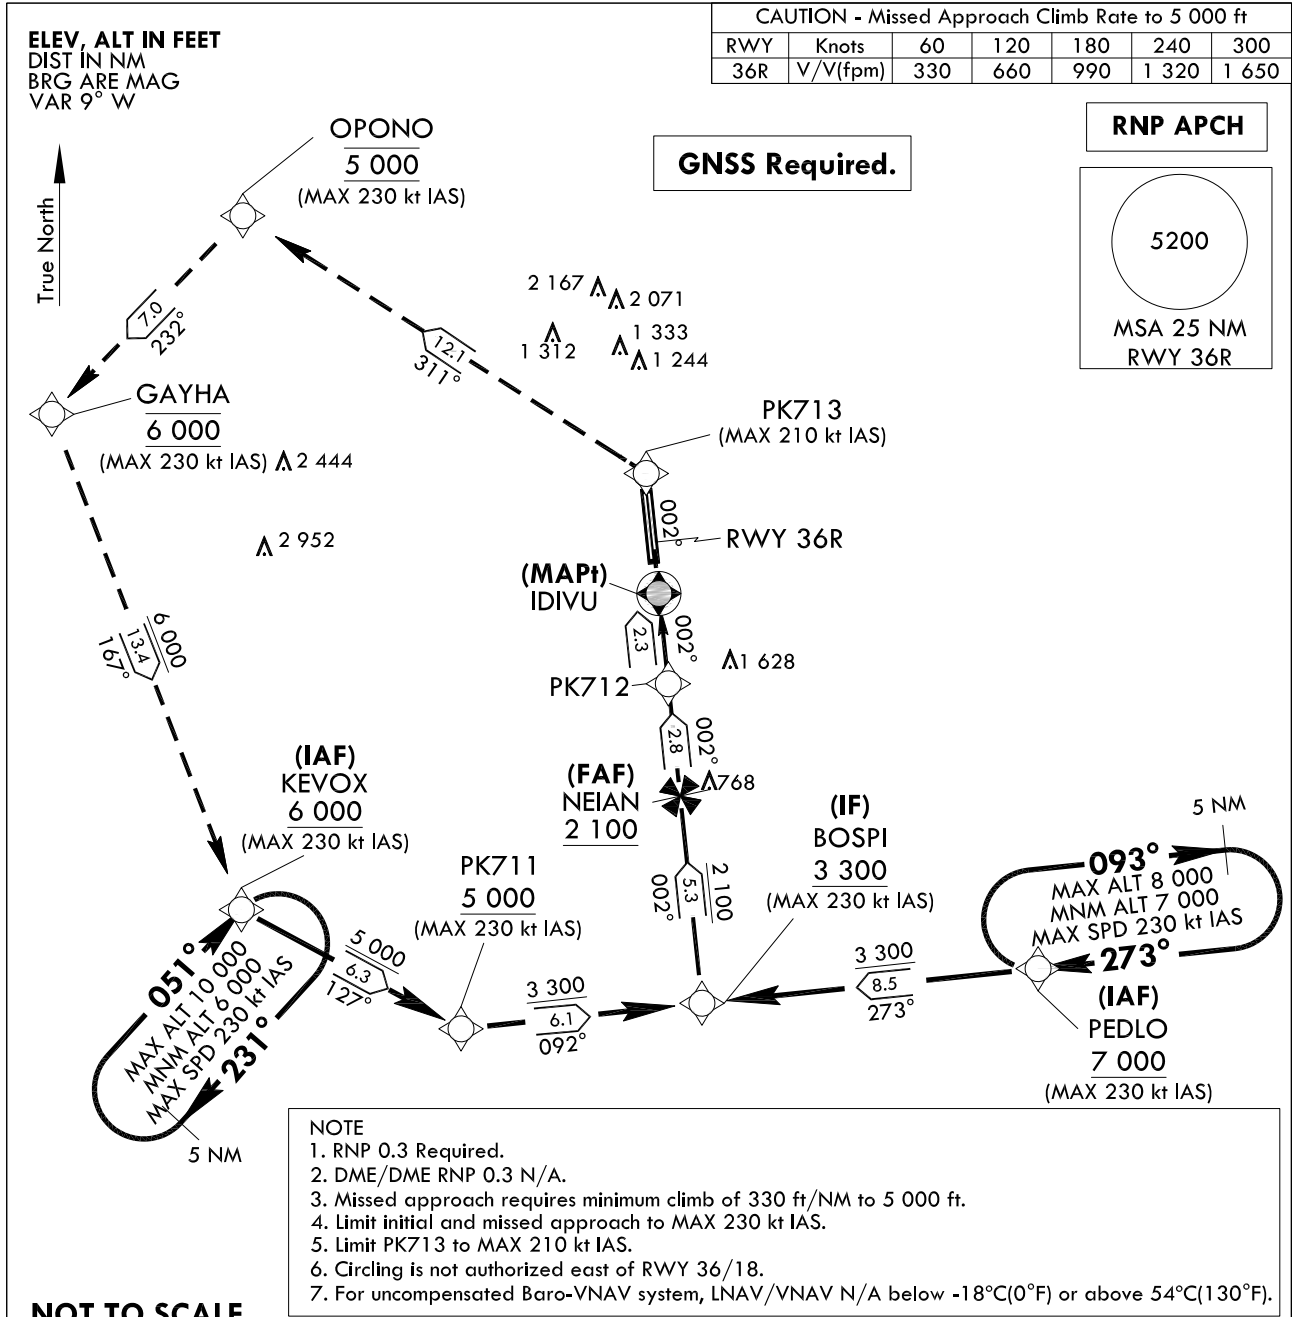 CAUTION - Missed Approach Climb Rate to 5 000 ft
RWY Knots 60 120 180 240 300
36R V/V(fpm) 330 660 990 1 320 1 650
ELEV, ALT IN FEET
DIST IN NM
BRG ARE MAG
VAR 9° W
True North
RNP APCH
GNSS Required.
5200
MSA 25 NM
RWY 36R
OPONO
5 000
(MAX 230 kt IAS)
7.0
232°
2 167
2 071
1 333
1 312
1 244
12.1
311°
GAYHA
6 000
(MAX 230 kt IAS)
2 444
2 952
PK713
(MAX 210 kt IAS)
002°
RWY 36R
(MAPt)
IDIVU
2.3
002°
1 628
PK712
2.8
002°
768
6 000
13.4
167°
(IAF)
KEVOX
6 000
(MAX 230 kt IAS)
(FAF)
NEIAN
2 100
2 100
5.3
002°
(IF)
BOSPI
3 300
(MAX 230 kt IAS)
5 NM
093°
MAX ALT 8 000
MNM ALT 7 000
MAX SPD 230 kt IAS
273°
(IAF)
PEDLO
7 000
(MAX 230 kt IAS)
3 300
8.5
273°
PK711
5 000
(MAX 230 kt IAS)
5 000
6.3
127°
3 300
6.1
092°
051°
MAX ALT 10 000
MNM ALT 6 000
MAX SPD 230 kt IAS
231°
5 NM
NOTE
1. RNP 0.3 Required.
2. DME/DME RNP 0.3 N/A.
3. Missed approach requires minimum climb of 330 ft/NM to 5 000 ft.
4. Limit initial and missed approach to MAX 230 kt IAS.
5. Limit PK713 to MAX 210 kt IAS.
6. Circling is not authorized east of RWY 36/18.
7. For uncompensated Baro-VNAV system, LNAV/VNAV N/A below -18°C(0°F) or above 54°C(130°F).
NOT TO SCALE